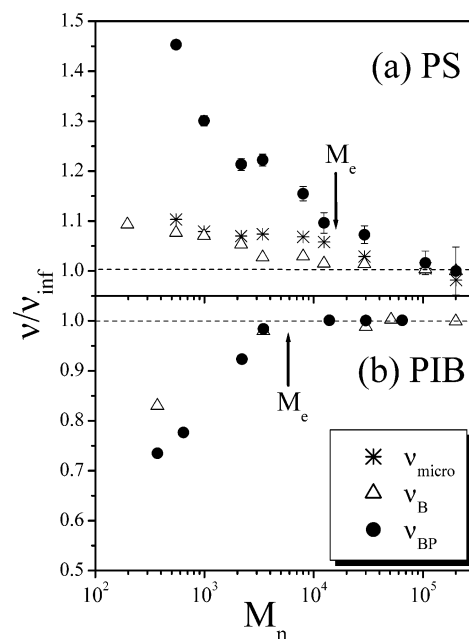 1.5
(a) PS
1.4
1.3
M_e
1.2
1.1
1.0
ν/ν_inf
1.0
(b) PIB
0.9
M_e
0.8
0.7
ν_micro
ν_B
0.6
ν_BP
0.5
10^2 10^3 10^4 10^5
M_n